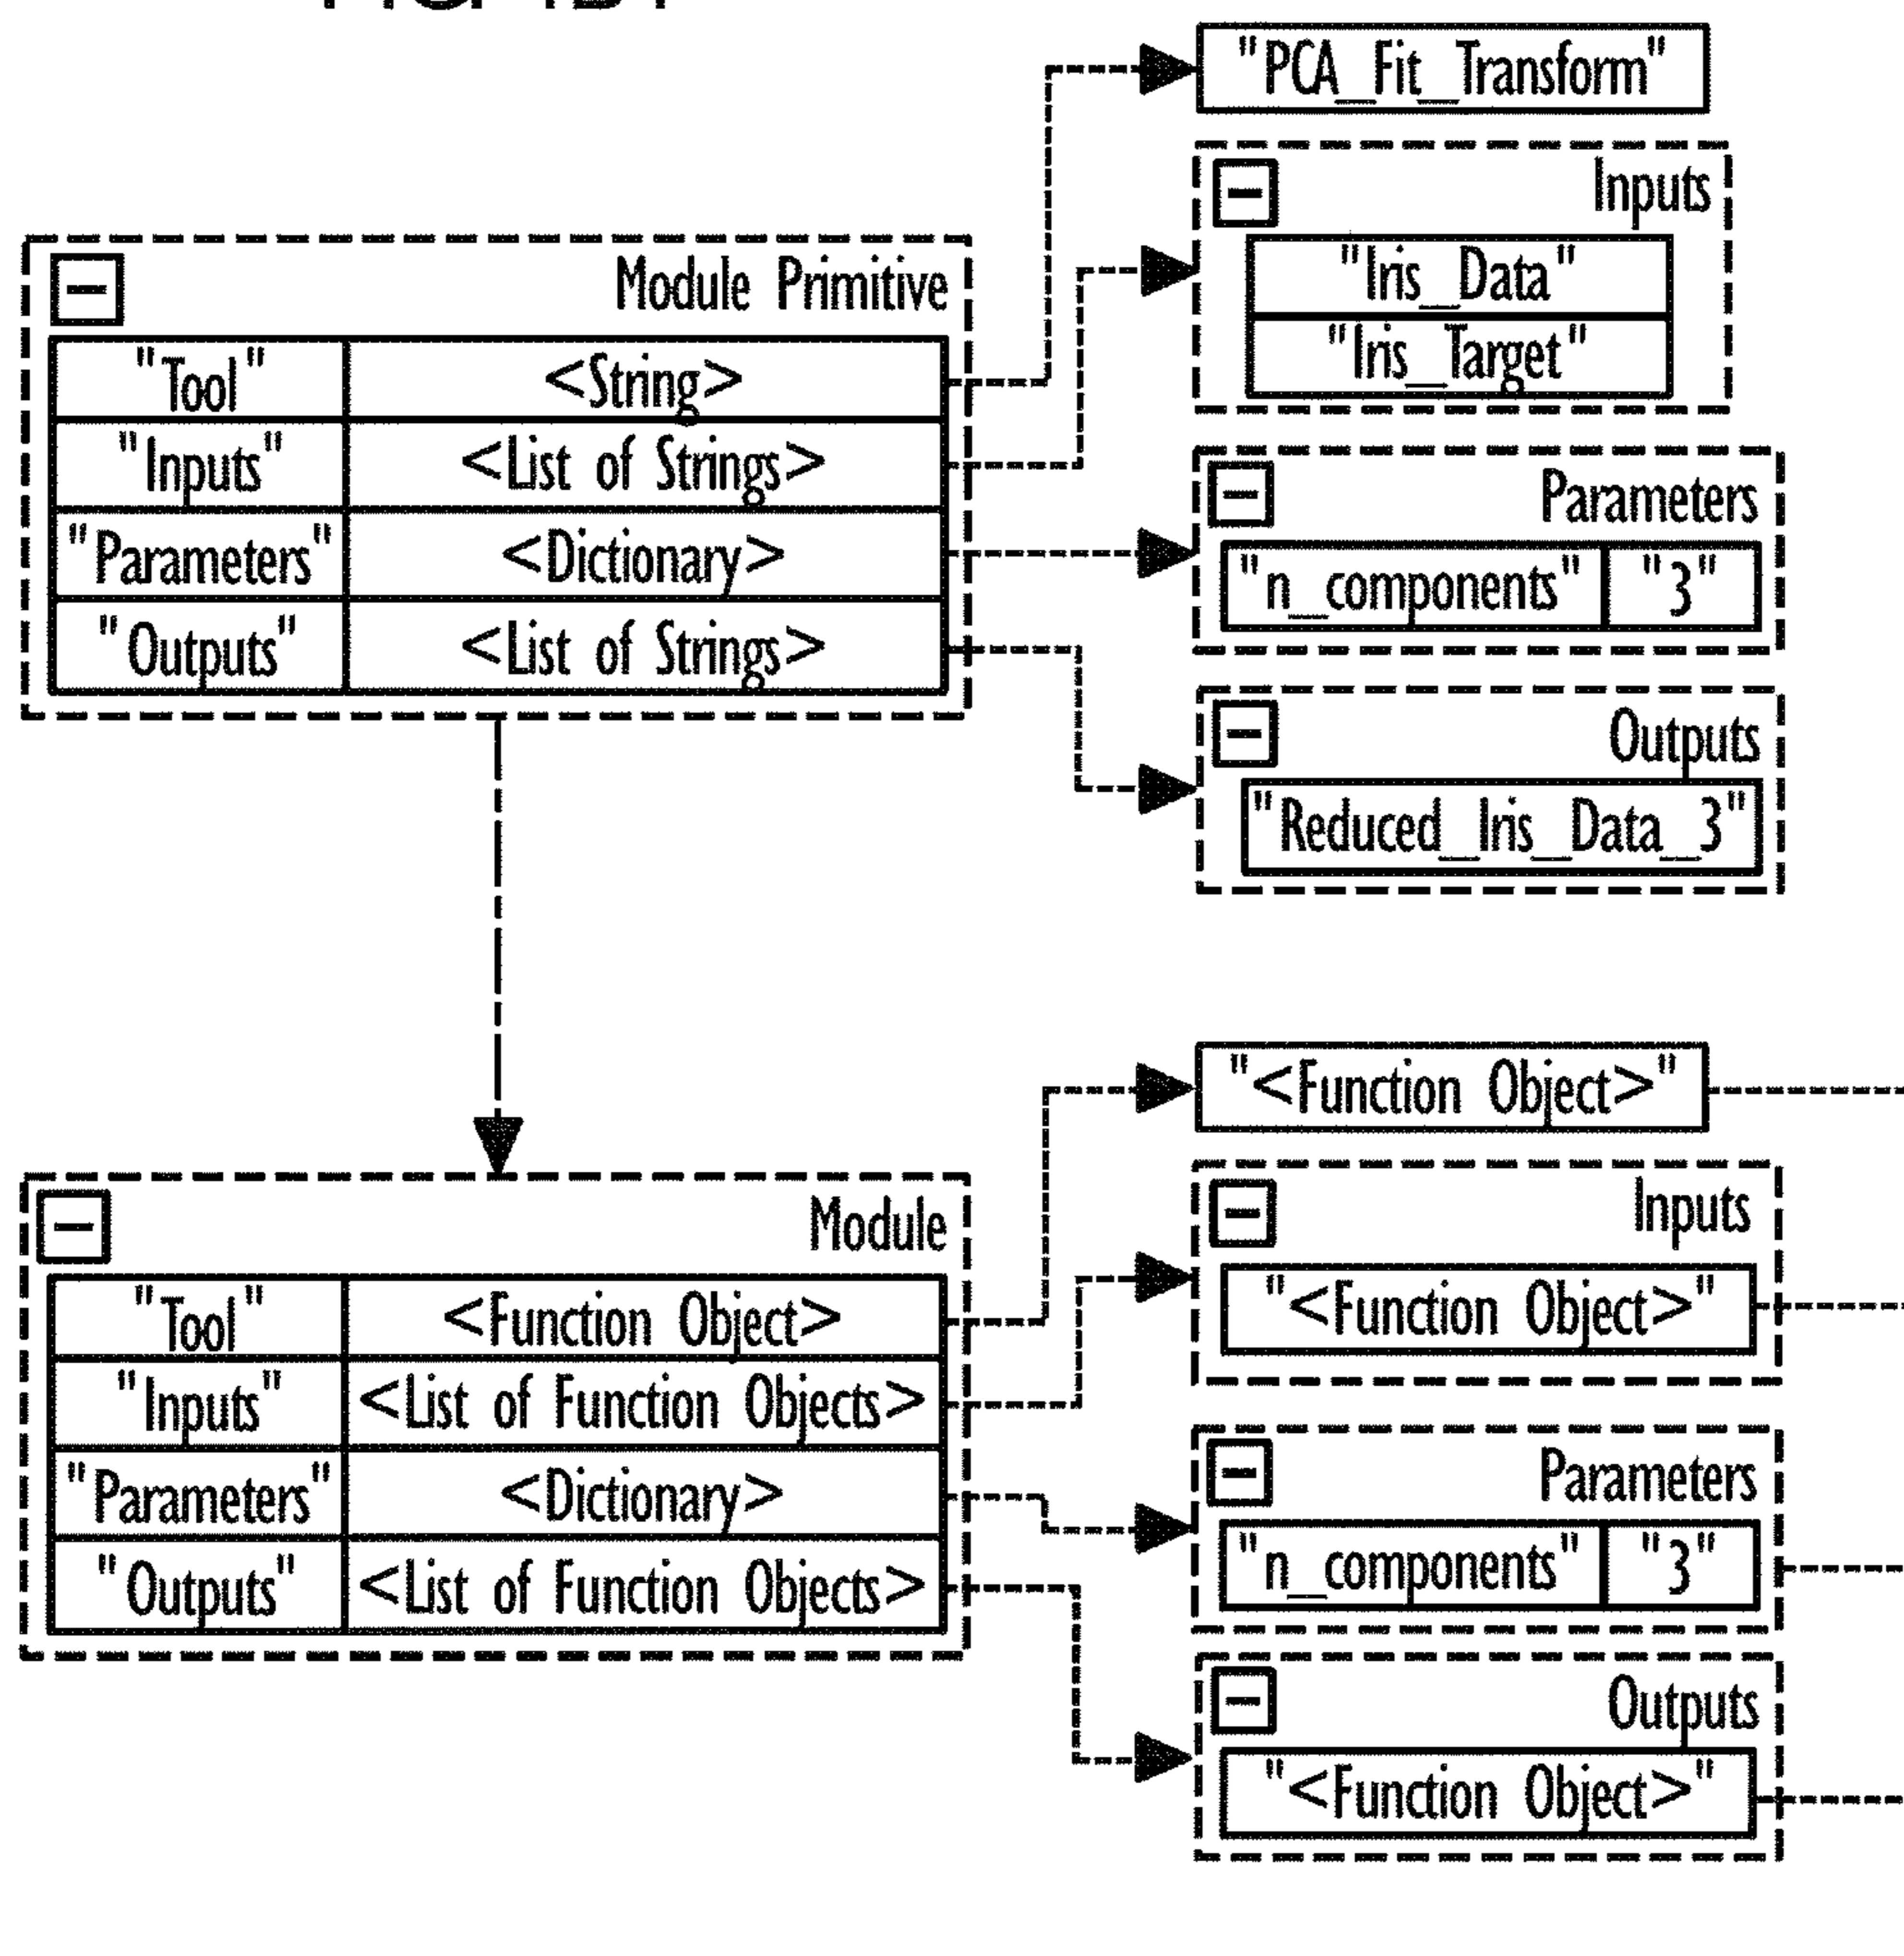 "PCA_Fit_Transform"
Inputs
"Iris_Data"
"Iris_Target"
Module Primitive
"Tool" <String>
"Inputs" <List of Strings>
"Parameters" <Dictionary>
"Outputs" <List of Strings>
Parameters
"n_components" "3"
Outputs
"Reduced_Iris_Data_3"
"<Function Object>"
Module
"Tool" <Function Object>
"Inputs" <List of Function Objects>
"Parameters" <Dictionary>
"Outputs" <List of Function Objects>
Inputs
"<Function Object>"
Parameters
"n_components" "3"
Outputs
"<Function Object>"